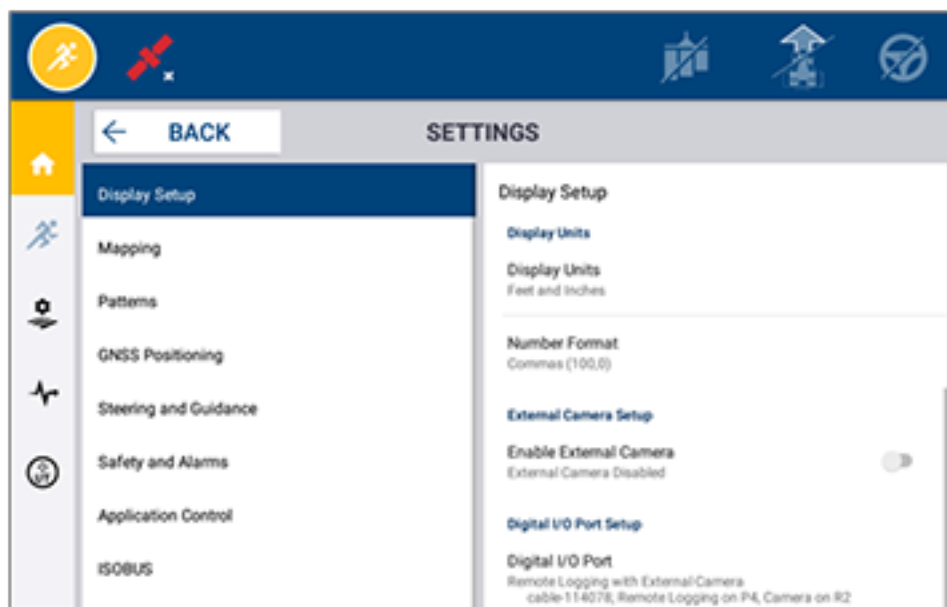 BACK
SETTINGS
Display Setup
Mapping
Patterns
GNSS Positioning
Steering and Guidance
Safety and Alarms
Application Control
ISOBUS
Display Setup
Display Units
Display Units
Feet and Inches
Number Format
Commas (100,0)
External Camera Setup
Enable External Camera
External Camera Disabled
Digital I/O Port Setup
Digital I/O Port
Remote Logging with External Camera
cable-114078, Remote Logging on P4, Camera on R2